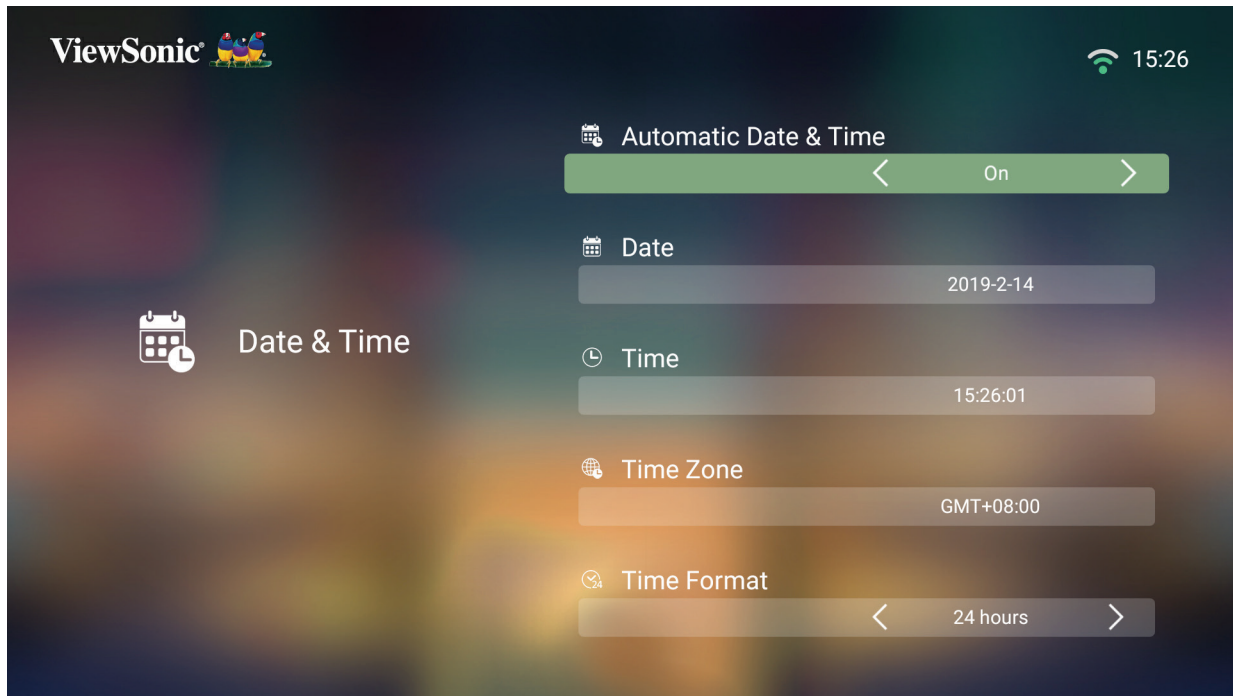 ViewSonic®
15:26
Automatic Date & Time
On
Date
2019-2-14
Date & Time
Time
15:26:01
Time Zone
GMT+08:00
24
Time Format
24 hours